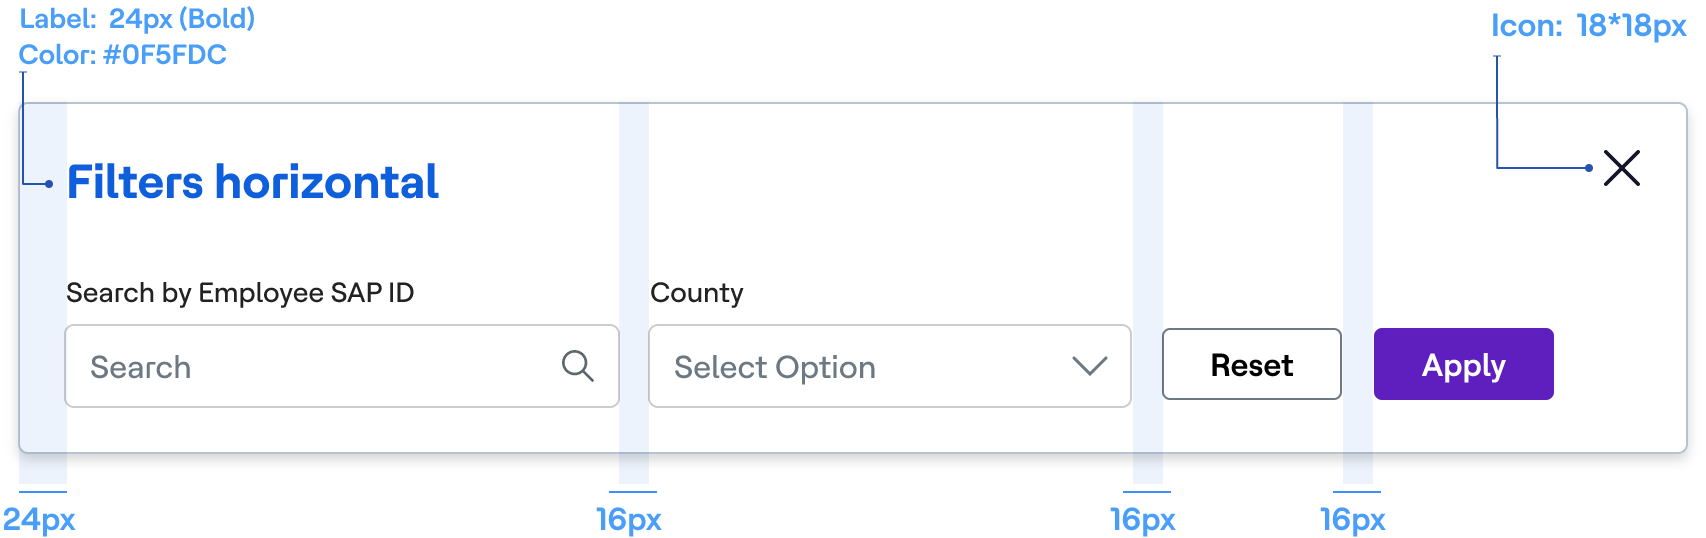 Label: 24px (Bold)
Color: #0F5FDC
Icon: 18*18px
Filters horizontal
Search by Employee SAP ID
County
Search
Select Option
Reset
Apply
24px
16px
16px
16px